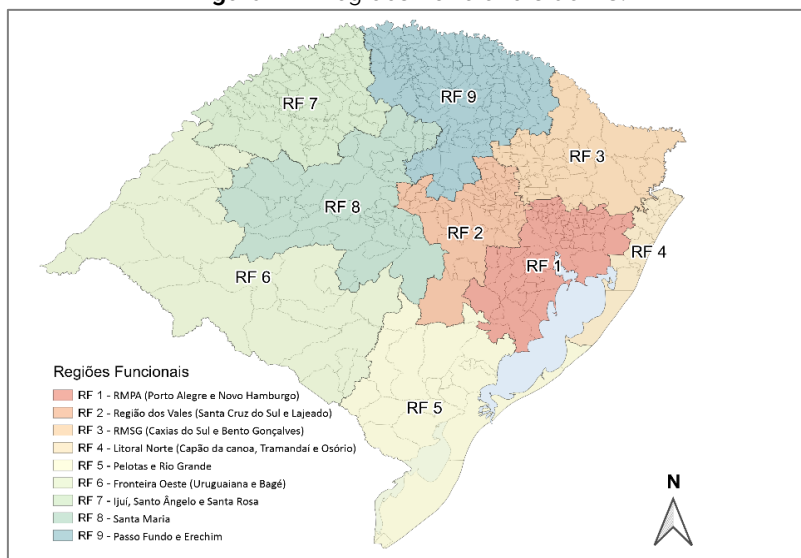 RF 7
RF 9
RF 3
RF 8
RF 2
RF 4
RF 1
RF 6
RF 5
Regiões Funcionais
RF 1 - RMPA (Porto Alegre e Novo Hamburgo)
RF 2 - Região dos Vales (Santa Cruz do Sul e Lajeado)
RF 3 - RMSG (Caxias do Sul e Bento Gonçalves)
RF 4 - Litoral Norte (Capão da canoa, Tramandaí e Osório)
RF 5 - Pelotas e Rio Grande
RF 6 - Fronteira Oeste (Uruguaiana e Bagé)
RF 7 - Ijuí, Santo Ângelo e Santa Rosa
RF 8 - Santa Maria
RF 9 - Passo Fundo e Erechim
N